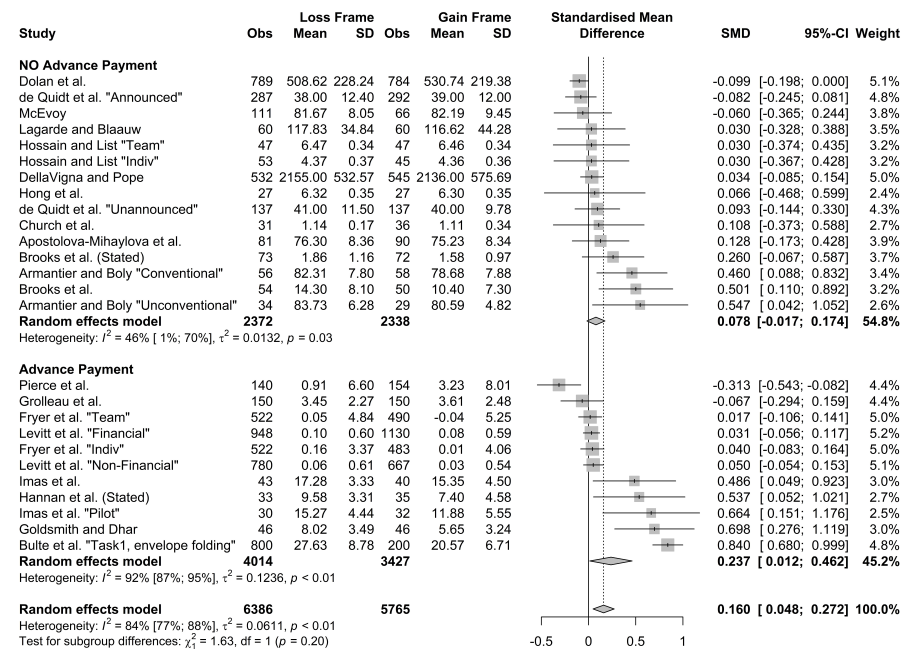 Loss Frame Gain Frame Standardised Mean
Study Obs Mean SD Obs Mean SD Difference SMD 95%-CI Weight
NO Advance Payment
Dolan et al. 789 508.62 228.24 784 530.74 219.38 -0.099 [-0.198; 0.000] 5.1%
de Quidt et al. "Announced" 287 38.00 12.40 292 39.00 12.00 -0.082 [-0.245; 0.081] 4.8%
McEvoy 111 81.67 8.05 66 82.19 9.45 -0.060 [-0.365; 0.244] 3.8%
Lagarde and Blaauw 60 117.83 34.84 60 116.62 44.28 0.030 [-0.328; 0.388] 3.5%
Hossain and List "Team" 47 6.47 0.34 47 6.46 0.34 0.030 [-0.374; 0.435] 3.2%
Hossain and List "Indiv" 53 4.37 0.37 45 4.36 0.36 0.030 [-0.367; 0.428] 3.2%
DellaVigna and Pope 532 2155.00 532.57 545 2136.00 575.69 0.034 [-0.085; 0.154] 5.0%
Hong et al. 27 6.32 0.35 27 6.30 0.35 0.066 [-0.468; 0.599] 2.4%
de Quidt et al. "Unannounced" 137 41.00 11.50 137 40.00 9.78 0.093 [-0.144; 0.330] 4.3%
Church et al. 31 1.14 0.17 36 1.11 0.34 0.108 [-0.373; 0.588] 2.7%
Apostolova-Mihaylova et al. 81 76.30 8.36 90 75.23 8.34 0.128 [-0.173; 0.428] 3.9%
Brooks et al. (Stated) 73 1.86 1.16 72 1.58 0.97 0.260 [-0.067; 0.587] 3.7%
Armantier and Boly "Conventional" 56 82.31 7.80 58 78.68 7.88 0.460 [ 0.088; 0.832] 3.4%
Brooks et al. 54 14.30 8.10 50 10.40 7.30 0.501 [ 0.110; 0.892] 3.3%
Armantier and Boly "Unconventional" 34 83.73 6.28 29 80.59 4.82 0.547 [ 0.042; 1.052] 2.6%
Random effects model 2372 2338 0.078 [-0.017; 0.174] 54.8%
Heterogeneity: I² = 46% [ 1%; 70%], τ² = 0.0132, p = 0.03
Advance Payment
Pierce et al. 140 0.91 6.60 154 3.23 8.01 -0.313 [-0.543; -0.082] 4.4%
Grolleau et al. 150 3.45 2.27 150 3.61 2.48 -0.067 [-0.294; 0.159] 4.4%
Fryer et al. "Team" 522 0.05 4.84 490 -0.04 5.25 0.017 [-0.106; 0.141] 5.0%
Levitt et al. "Financial" 948 0.10 0.60 1130 0.08 0.59 0.031 [-0.056; 0.117] 5.2%
Fryer et al. "Indiv" 522 0.16 3.37 483 0.01 4.06 0.040 [-0.083; 0.164] 5.0%
Levitt et al. "Non-Financial" 780 0.06 0.61 667 0.03 0.54 0.050 [-0.054; 0.153] 5.1%
Imas et al. 43 17.28 3.33 40 15.35 4.50 0.486 [ 0.049; 0.923] 3.0%
Hannan et al. (Stated) 33 9.58 3.31 35 7.40 4.58 0.537 [ 0.052; 1.021] 2.7%
Imas et al. "Pilot" 30 15.27 4.44 32 11.88 5.55 0.664 [ 0.151; 1.176] 2.5%
Goldsmith and Dhar 46 8.02 3.49 46 5.65 3.24 0.698 [ 0.276; 1.119] 3.0%
Bulte et al. "Task1, envelope folding" 800 27.63 8.78 200 20.57 6.71 0.840 [ 0.680; 0.999] 4.8%
Random effects model 4014 3427 0.237 [ 0.012; 0.462] 45.2%
Heterogeneity: I² = 92% [87%; 95%], τ² = 0.1236, p < 0.01
Random effects model 6386 5765 0.160 [ 0.048; 0.272] 100.0%
Heterogeneity: I² = 84% [77%; 88%], τ² = 0.0611, p < 0.01
Test for subgroup differences: χ²₁ = 1.63, df = 1 (p = 0.20)
-0.5 0 0.5 1